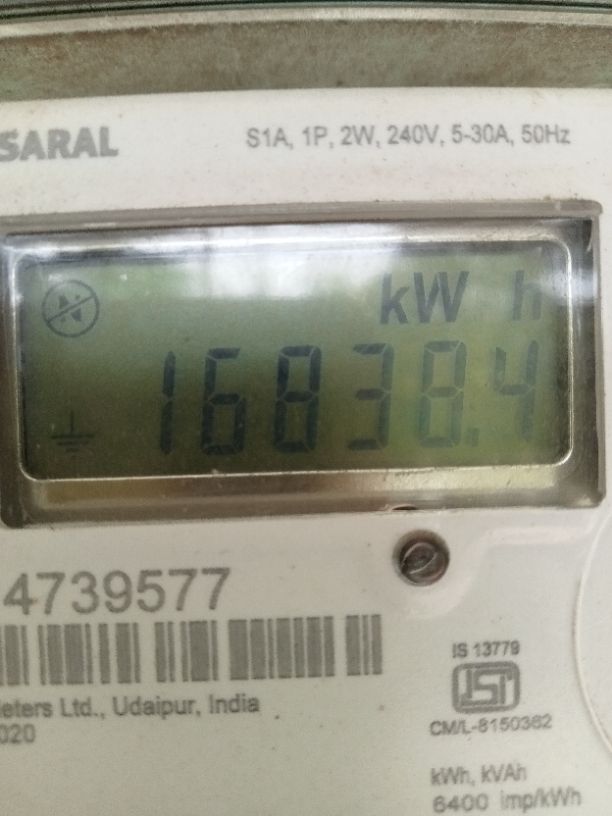 SARAL
S1A, 1P, 2W, 240V, 5-30A, 50Hz
N
kW h
16838.4
4739577
eters Ltd., Udaipur, India
020
IS 13779
ISI
CM/L-8150362
kWh, kVAh
6400 imp/kWh